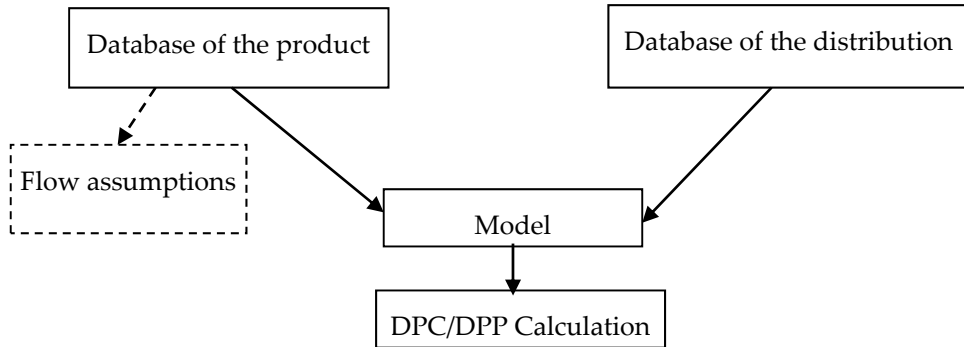 Database of the product
Database of the distribution
Flow assumptions
Model
DPC/DPP Calculation